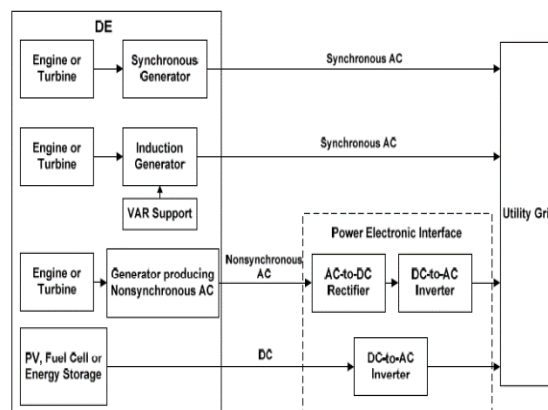 DE
Engine or
Turbine
Synchronous
Generator
Synchronous AC
Engine or
Turbine
Induction
Generator
Synchronous AC
VAR Support
Utility Gri
Power Electronic Interface
Engine or
Turbine
Generator producing
Nonsynchronous AC
Nonsynchronous
AC
AC-to-DC
Rectifier
DC-to-AC
Inverter
PV, Fuel Cell or
Energy Storage
DC
DC-to-AC
Inverter